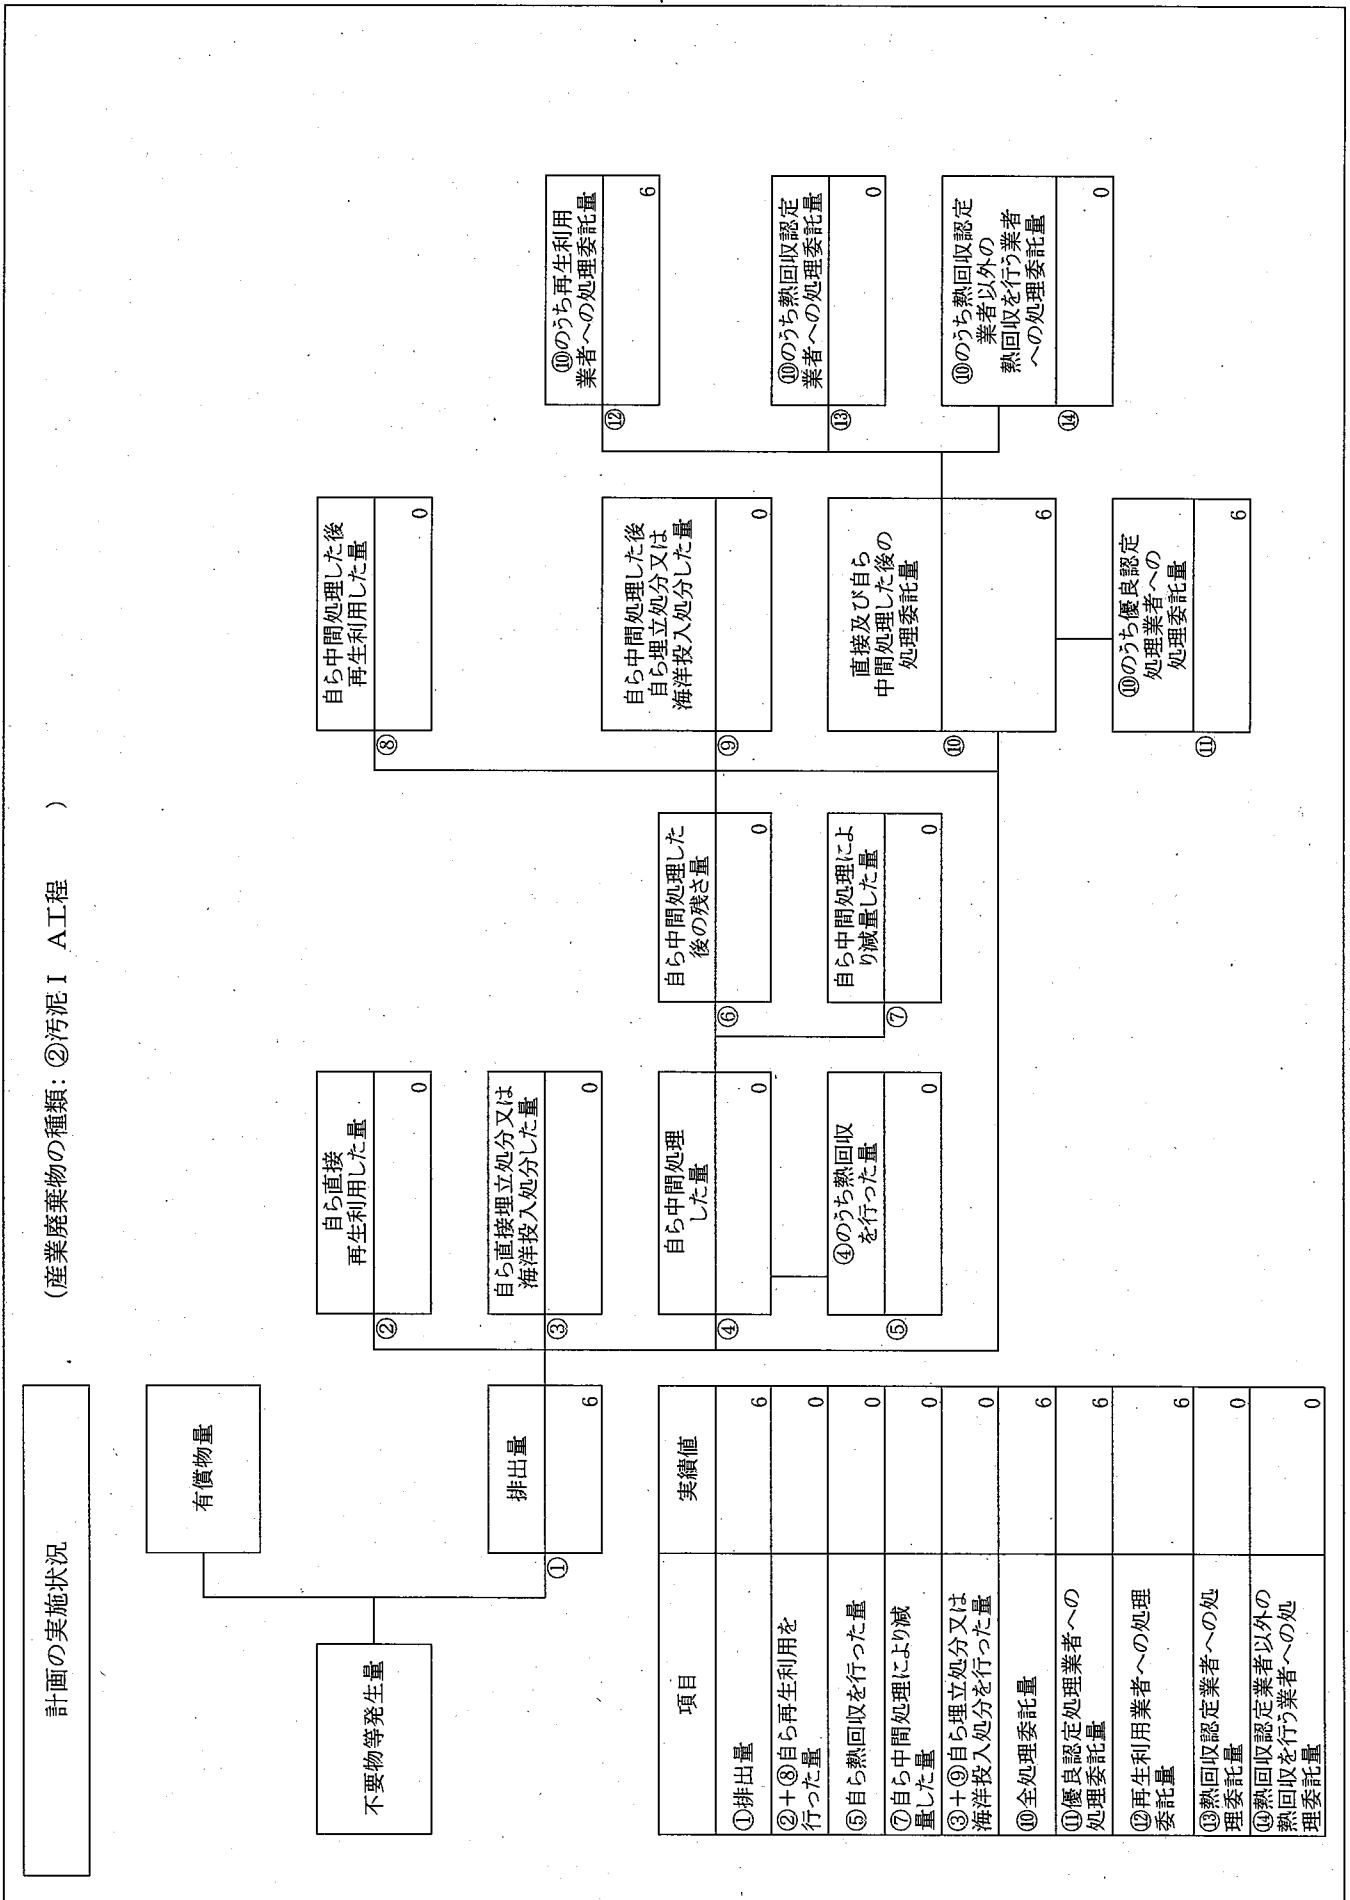 計画の実施状況
(産業廃棄物の種類: ②汚泥Ⅰ A工程 )
不要物等発生量
有償物量
①
排出量
6
②
自ら直接
再生利用した量
0
③
自ら直接埋立処分又は
海洋投入処分した量
0
④
自ら中間処理
した量
0
⑤
④のうち熱回収
を行った量
0
⑥
自ら中間処理した
後の残さ量
0
⑦
自ら中間処理によ
り減量した量
0
⑧
自ら中間処理した後
再生利用した量
0
⑨
自ら中間処理した後
自ら埋立処分又は
海洋投入処分した量
0
⑩
直接及び自ら
中間処理した後の
処理委託量
6
⑪
⑩のうち優良認定
処理業者への
処理委託量
6
⑫
⑩のうち再生利用
業者への処理委託量
6
⑬
⑩のうち熱回収認定
業者への処理委託量
0
⑭
⑩のうち熱回収認定
業者以外の
熱回収を行う業者
への処理委託量
0
項目 実績値
①排出量 6
②+⑧自ら再生利用を
行った量 0
⑤自ら熱回収を行った量 0
⑦自ら中間処理により減
量した量 0
③+⑨自ら埋立処分又は
海洋投入処分を行った量 0
⑩全処理委託量 6
⑪優良認定処理業者への
処理委託量 6
⑫再生利用業者への処理
委託量 6
⑬熱回収認定業者への処
理委託量 0
⑭熱回収認定業者以外の
熱回収を行う業者への処
理委託量 0